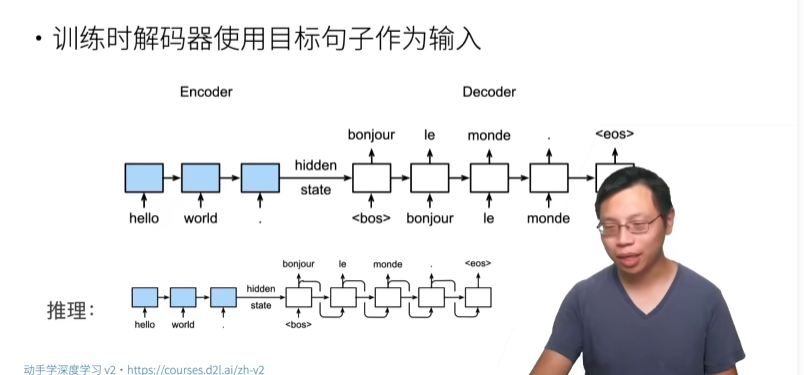 • 训练时解码器使用目标句子作为输入
Encoder Decoder
bonjour le monde . <eos>
hidden
state
hello world . <bos> bonjour le monde
bonjour le monde . <eos>
推理：
hidden
state
hello world . <bos>
动手学深度学习 v2 • https://courses.d2l.ai/zh-v2